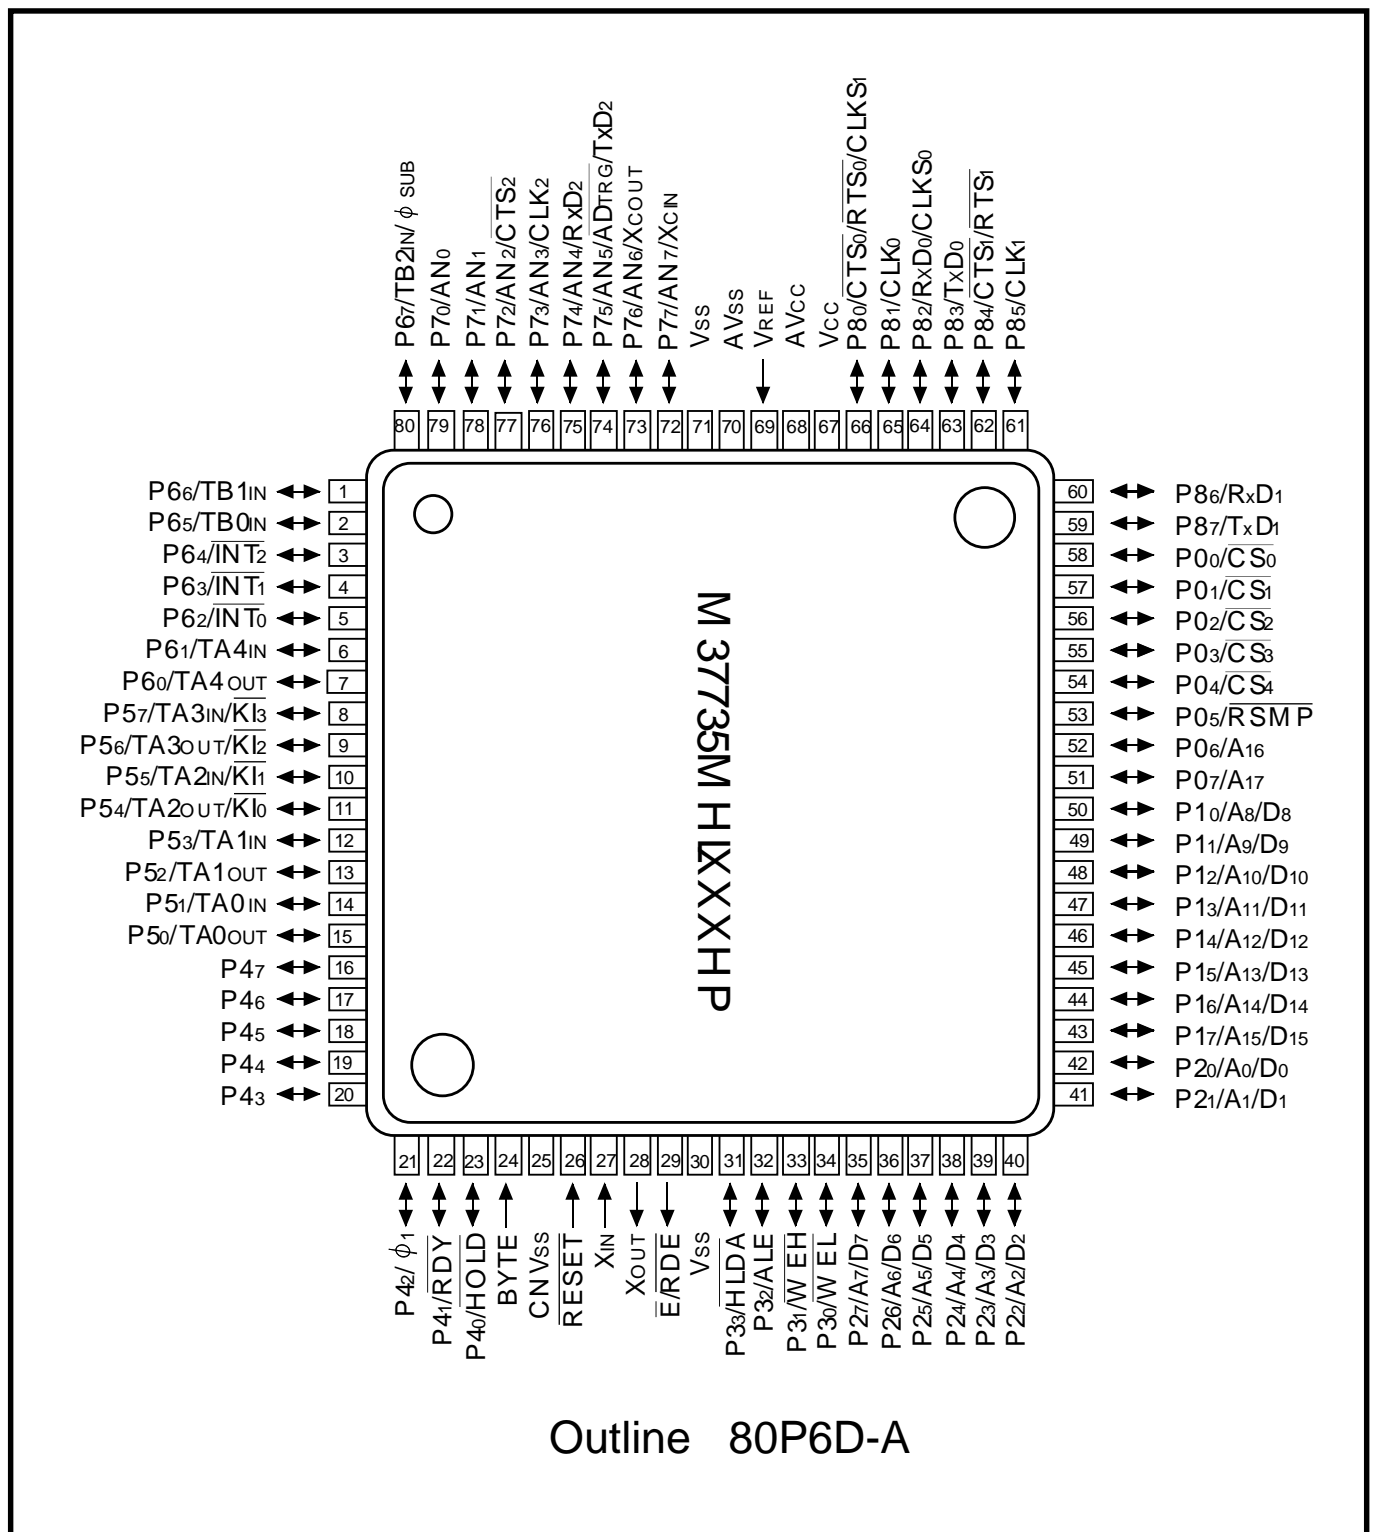 P67/TB2IN/ϕ SUB
P70/AN0
P71/AN1
P72/AN2/CTS2
P73/AN3/CLK2
P74/AN4/RxD2
P75/AN5/ADTRG/TxD2
P76/AN6/XCOUT
P77/AN7/XCIN
VSS
AVSS
VREF
AVCC
VCC
P80/CTS0/RTS0/CLKS1
P81/CLK0
P82/RxD0/CLKS0
P83/TxD0
P84/CTS1/RTS1
P85/CLK1
80 79 78 77 76 75 74 73 72 71 70 69 68 67 66 65 64 63 62 61
P66/TB1IN 1
P65/TB0IN 2
P64/INT2 3
P63/INT1 4
P62/INT0 5
P61/TA4IN 6
P60/TA4OUT 7
P57/TA3IN/KI3 8
P56/TA3OUT/KI2 9
P55/TA2IN/KI1 10
P54/TA2OUT/KI0 11
P53/TA1IN 12
P52/TA1OUT 13
P51/TA0IN 14
P50/TA0OUT 15
P47 16
P46 17
P45 18
P44 19
P43 20
M37735MHLXXXHP
60 P86/RxD1
59 P87/TxD1
58 P00/CS0
57 P01/CS1
56 P02/CS2
55 P03/CS3
54 P04/CS4
53 P05/RSMP
52 P06/A16
51 P07/A17
50 P10/A8/D8
49 P11/A9/D9
48 P12/A10/D10
47 P13/A11/D11
46 P14/A12/D12
45 P15/A13/D13
44 P16/A14/D14
43 P17/A15/D15
42 P20/A0/D0
41 P21/A1/D1
21 22 23 24 25 26 27 28 29 30 31 32 33 34 35 36 37 38 39 40
P42/ϕ1
P41/RDY
P40/HOLD
BYTE
CNVSS
RESET
XIN
XOUT
E/RDE
VSS
P33/HLDA
P32/ALE
P31/WEH
P30/WEL
P27/A7/D7
P26/A6/D6
P25/A5/D5
P24/A4/D4
P23/A3/D3
P22/A2/D2
Outline 80P6D-A